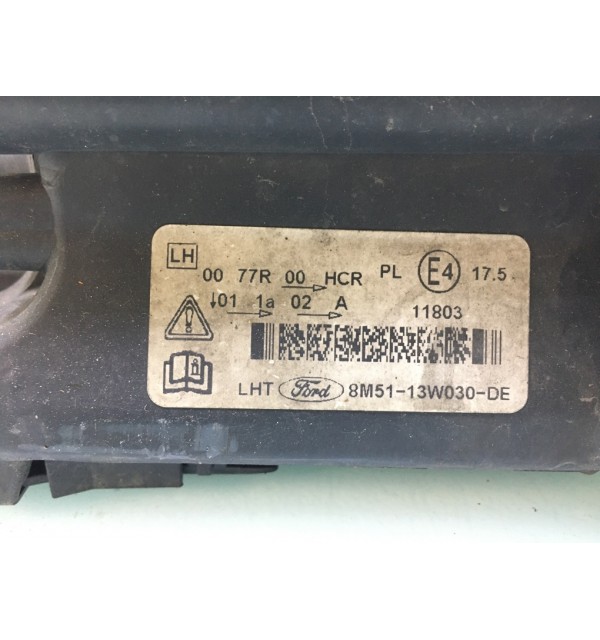 LH
00 77R 00 HCR PL E4 17.5
↓01 1a 02 A 11803
LHT Ford 8M51-13W030-DE